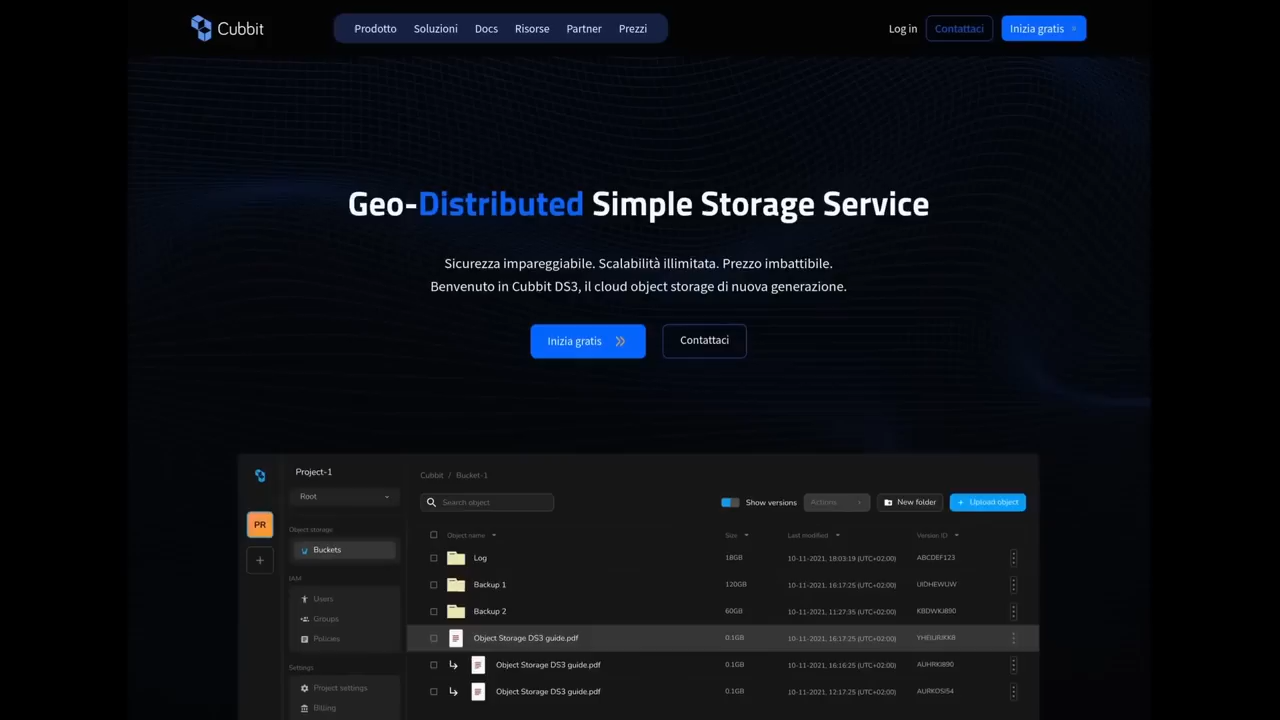 Cubbit
Prodotto Soluzioni Docs Risorse Partner Prezzi
Log in Contattaci Inizia gratis
Geo-Distributed Simple Storage Service
Sicurezza impareggiabile. Scalabilità illimitata. Prezzo imbattibile.
Benvenuto in Cubbit DS3, il cloud object storage di nuova generazione.
Inizia gratis Contattaci
Project-1
Cubbit / Bucket-1
Root
Search object
Show versions Actions New folder + Upload object
PR
Object storage
Buckets
IAM
Users
Groups
Policies
Settings
Project settings
Billing
Object name Size Last modified Version ID
Log 18GB 10-11-2021, 18:03:19 (UTC+02:00) ABCDEF123
Backup 1 120GB 10-11-2021, 16:17:25 (UTC+02:00) UIDHEWUW
Backup 2 60GB 10-11-2021, 11:27:35 (UTC+02:00) KBDWKJ890
Object Storage DS3 guide.pdf 0.1GB 10-11-2021, 16:17:25 (UTC+02:00)
Object Storage DS3 guide.pdf 0.1GB 10-11-2021, 16:16:25 (UTC+02:00) AUHRKJ890
Object Storage DS3 guide.pdf 0.1GB 10-11-2021, 12:17:25 (UTC+02:00) AURKOSI54